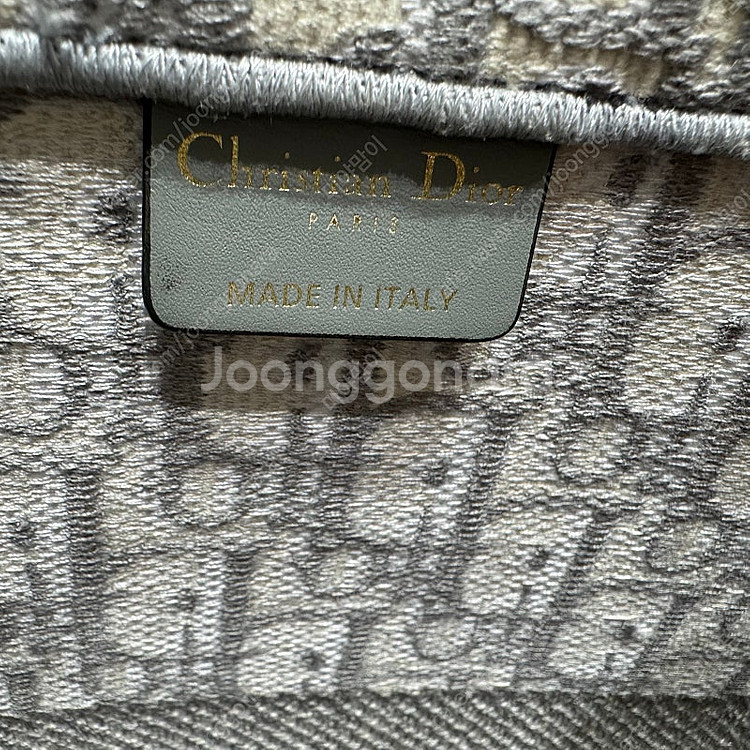 Christian Dior
PARIS
MADE IN ITALY
Joonggonara